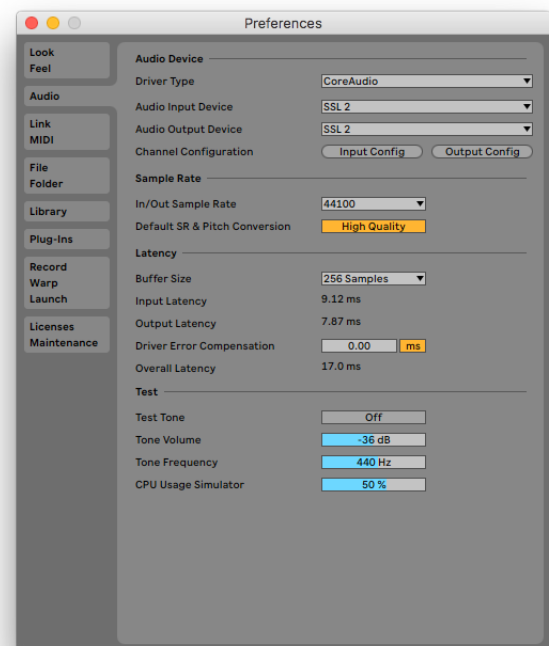 Preferences
Look
Feel
Audio
Link
MIDI
File
Folder
Library
Plug-Ins
Record
Warp
Launch
Licenses
Maintenance
Audio Device
Driver Type CoreAudio
Audio Input Device SSL 2
Audio Output Device SSL 2
Channel Configuration Input Config Output Config
Sample Rate
In/Out Sample Rate 44100
Default SR & Pitch Conversion High Quality
Latency
Buffer Size 256 Samples
Input Latency 9.12 ms
Output Latency 7.87 ms
Driver Error Compensation 0.00 ms
Overall Latency 17.0 ms
Test
Test Tone Off
Tone Volume -36 dB
Tone Frequency 440 Hz
CPU Usage Simulator 50 %